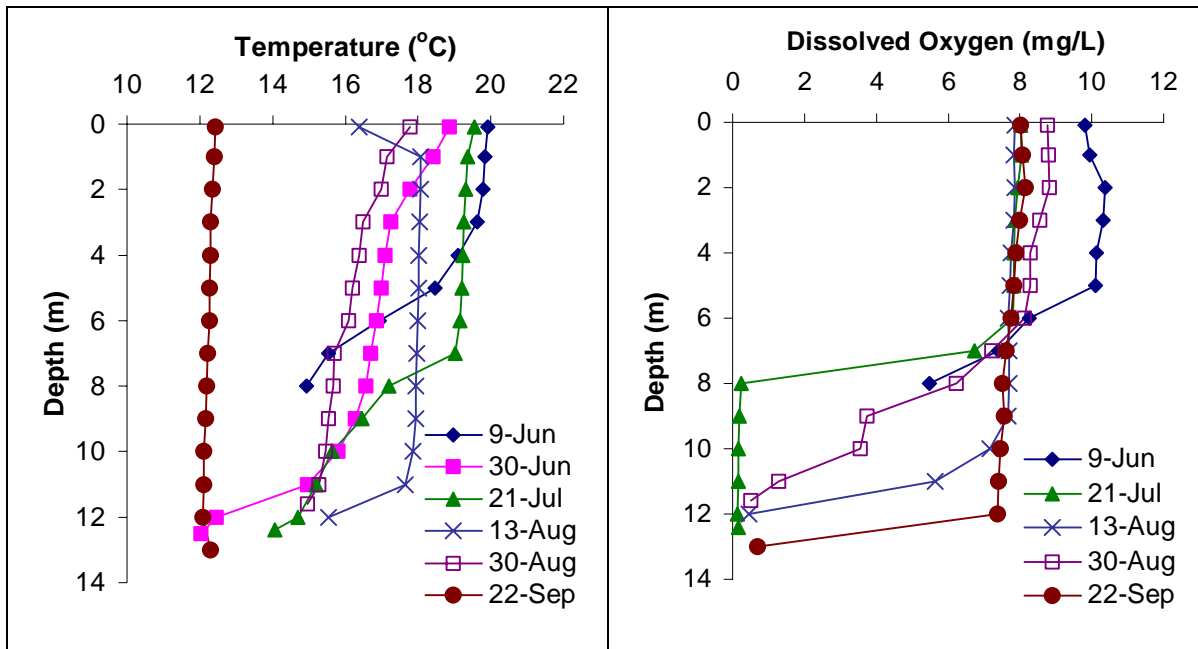 Temperature (°C)
10 12 14 16 18 20 22
0
2
4
6
8
10
12
14
Depth (m)
9-Jun
30-Jun
21-Jul
13-Aug
30-Aug
22-Sep
Dissolved Oxygen (mg/L)
0 2 4 6 8 10 12
0
2
4
6
8
10
12
14
Depth (m)
9-Jun
21-Jul
13-Aug
30-Aug
22-Sep